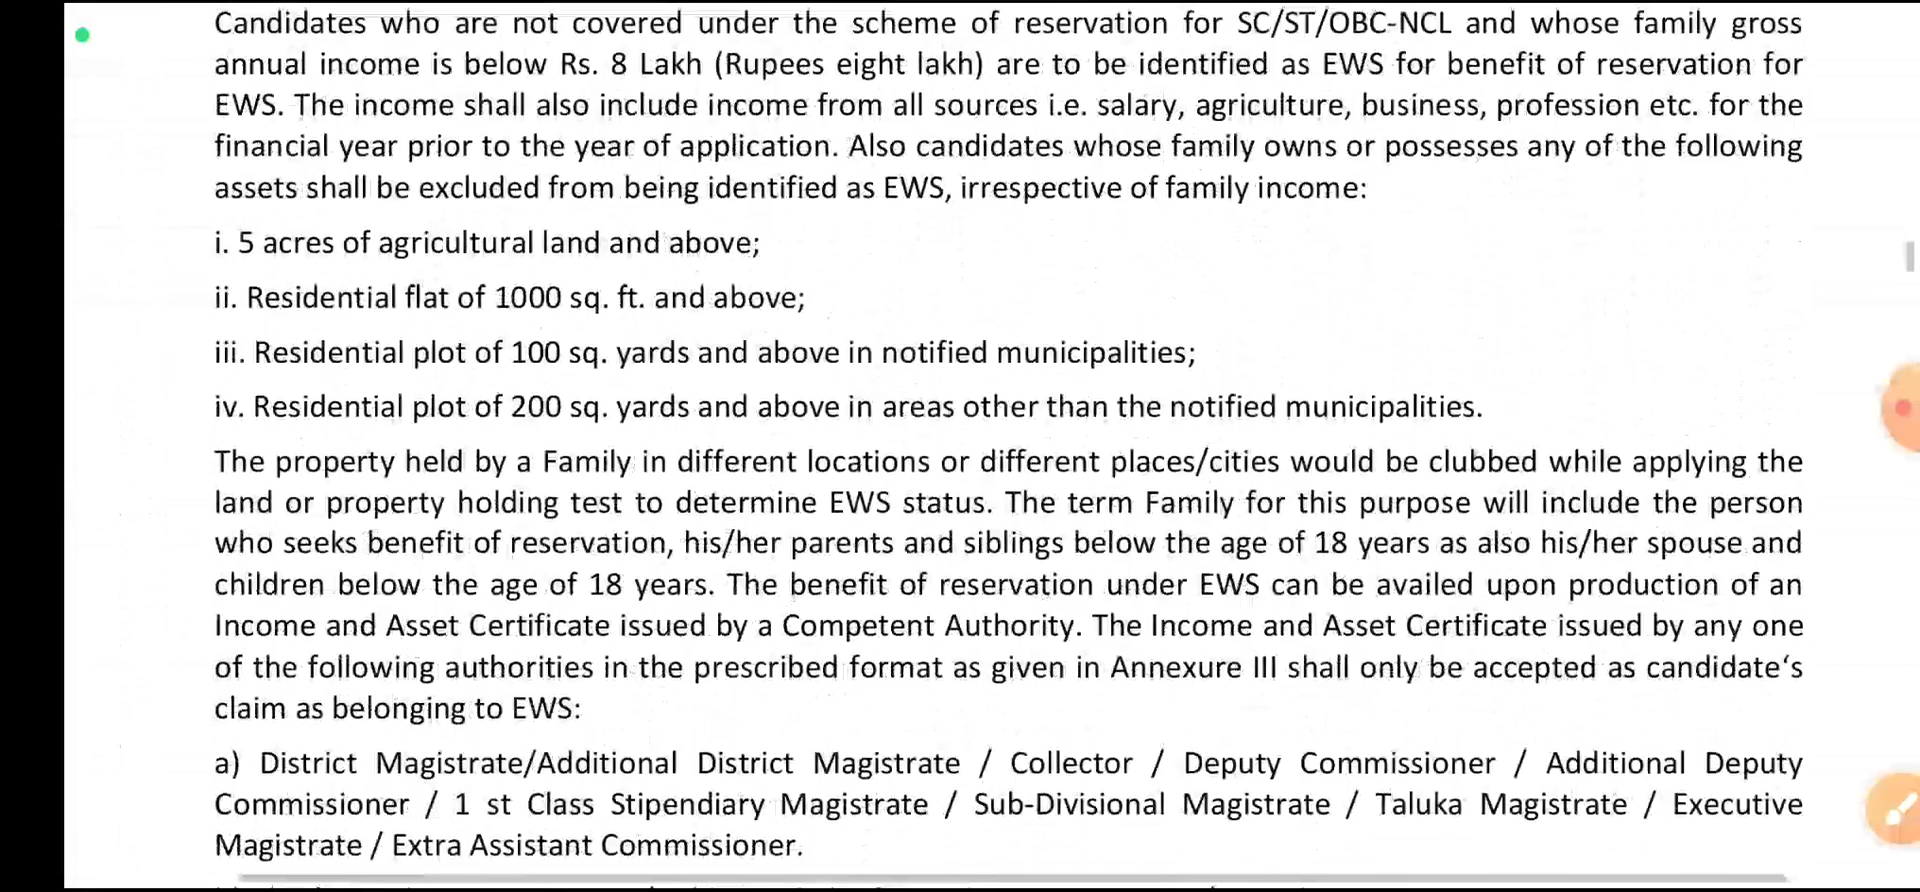 Candidates who are not covered under the scheme of reservation for SC/ST/OBC-NCL and whose family gross
annual income is below Rs. 8 Lakh (Rupees eight lakh) are to be identified as EWS for benefit of reservation for
EWS. The income shall also include income from all sources i.e. salary, agriculture, business, profession etc. for the
financial year prior to the year of application. Also candidates whose family owns or possesses any of the following
assets shall be excluded from being identified as EWS, irrespective of family income:
i. 5 acres of agricultural land and above;
ii. Residential flat of 1000 sq. ft. and above;
iii. Residential plot of 100 sq. yards and above in notified municipalities;
iv. Residential plot of 200 sq. yards and above in areas other than the notified municipalities.
The property held by a Family in different locations or different places/cities would be clubbed while applying the
land or property holding test to determine EWS status. The term Family for this purpose will include the person
who seeks benefit of reservation, his/her parents and siblings below the age of 18 years as also his/her spouse and
children below the age of 18 years. The benefit of reservation under EWS can be availed upon production of an
Income and Asset Certificate issued by a Competent Authority. The Income and Asset Certificate issued by any one
of the following authorities in the prescribed format as given in Annexure III shall only be accepted as candidate‘s
claim as belonging to EWS:
a) District Magistrate/Additional District Magistrate / Collector / Deputy Commissioner / Additional Deputy
Commissioner / 1 st Class Stipendiary Magistrate / Sub-Divisional Magistrate / Taluka Magistrate / Executive
Magistrate / Extra Assistant Commissioner.